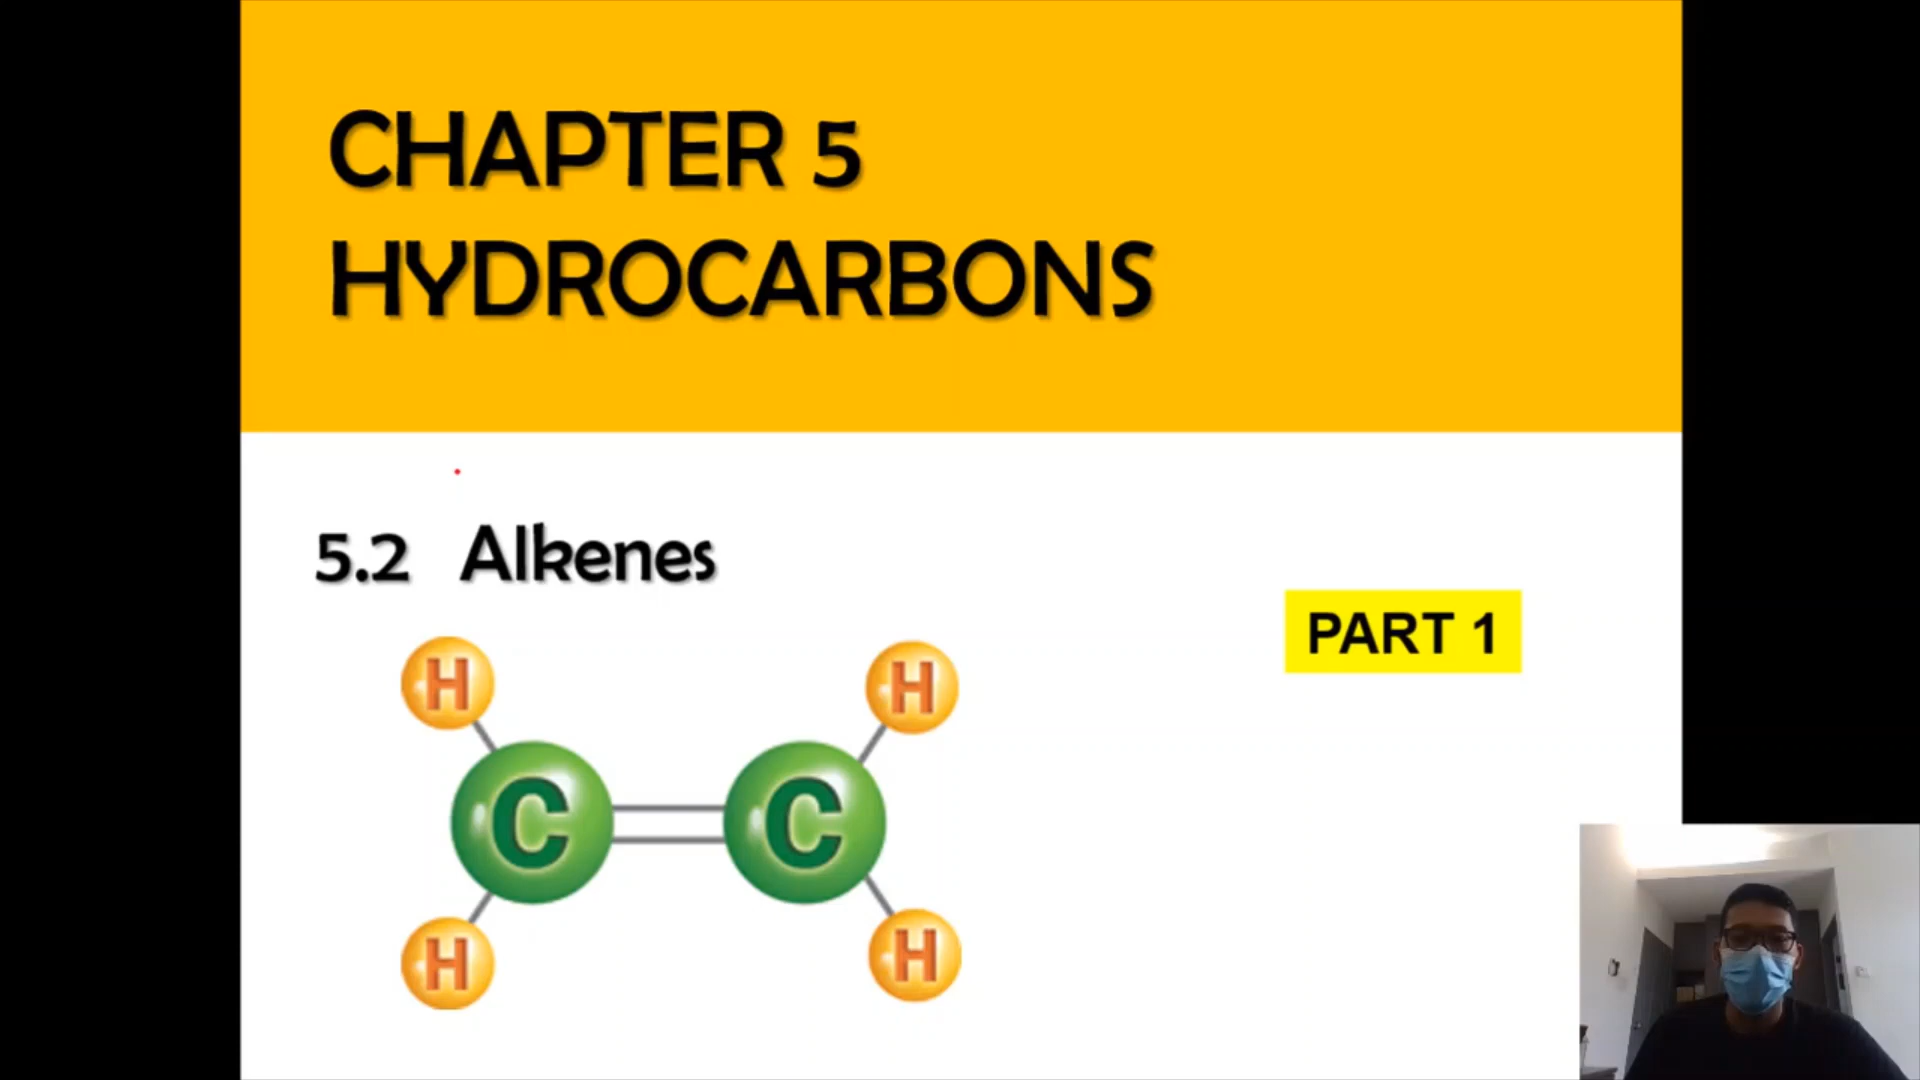 CHAPTER 5
HYDROCARBONS
5.2 Alkenes
PART 1
H H
C C
H H